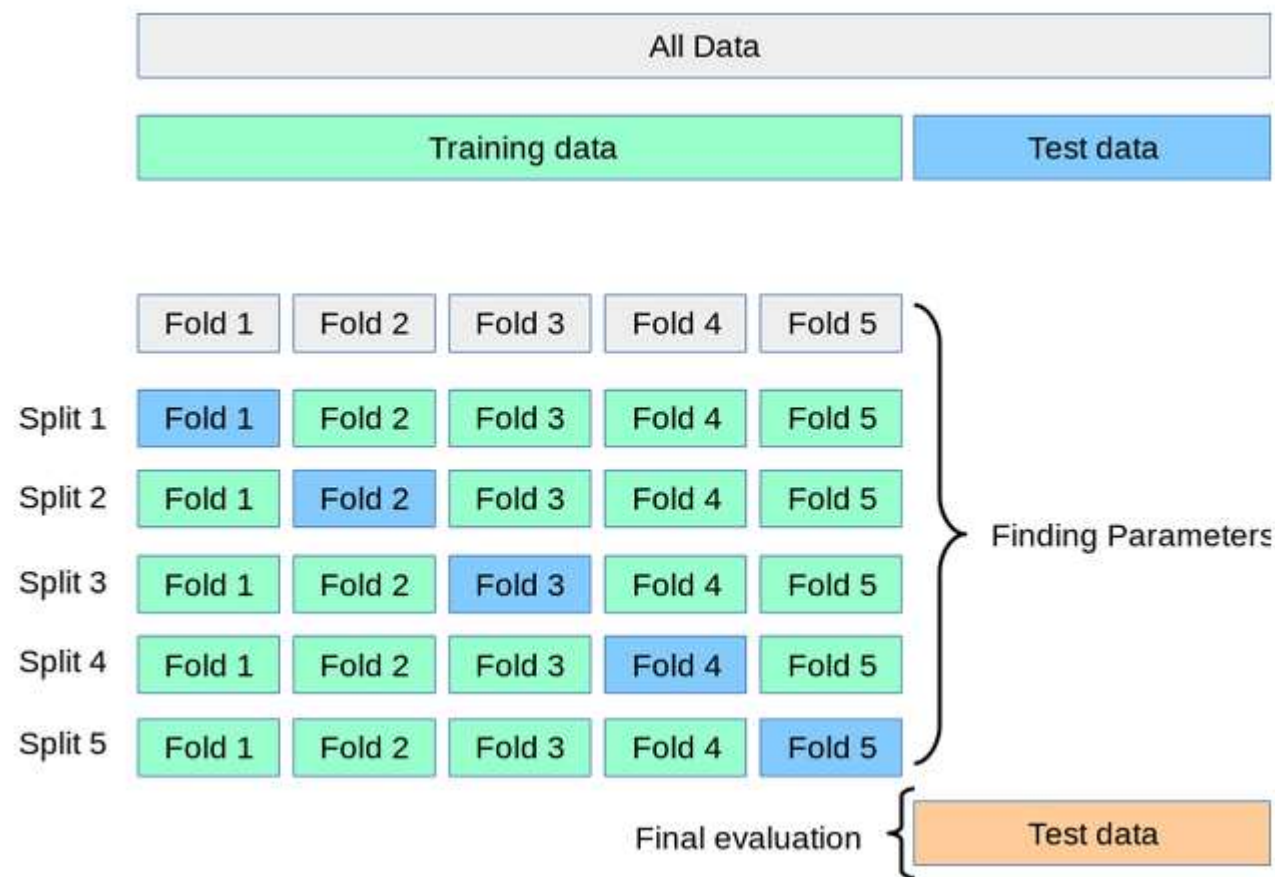 All Data
Training data Test data
Fold 1 Fold 2 Fold 3 Fold 4 Fold 5
Split 1 Fold 1 Fold 2 Fold 3 Fold 4 Fold 5
Split 2 Fold 1 Fold 2 Fold 3 Fold 4 Fold 5
Finding Parameters
Split 3 Fold 1 Fold 2 Fold 3 Fold 4 Fold 5
Split 4 Fold 1 Fold 2 Fold 3 Fold 4 Fold 5
Split 5 Fold 1 Fold 2 Fold 3 Fold 4 Fold 5
Final evaluation Test data